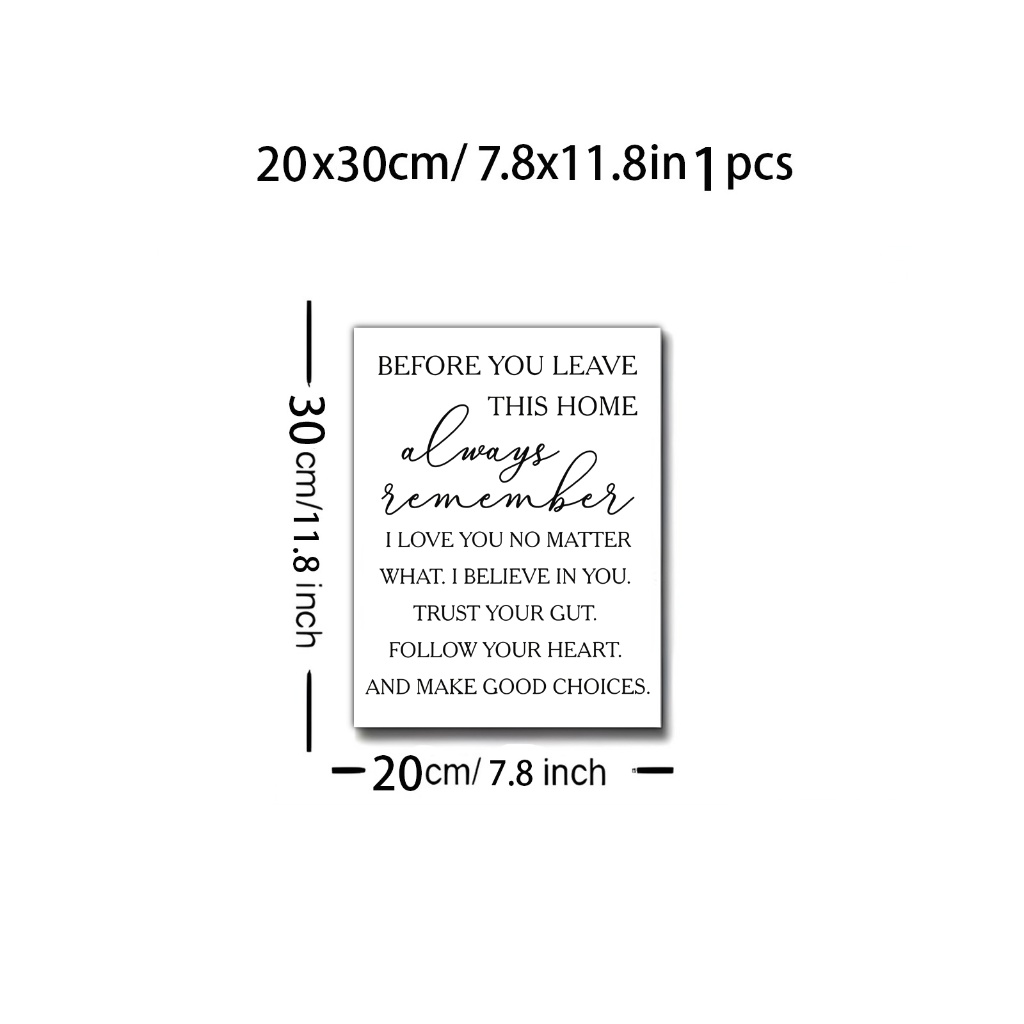 20x30cm/ 7.8x11.8in 1 pcs
BEFORE YOU LEAVE
THIS HOME
always
remember
I LOVE YOU NO MATTER
WHAT. I BELIEVE IN YOU.
TRUST YOUR GUT.
FOLLOW YOUR HEART.
AND MAKE GOOD CHOICES.
30cm/11.8 inch
20cm/ 7.8 inch